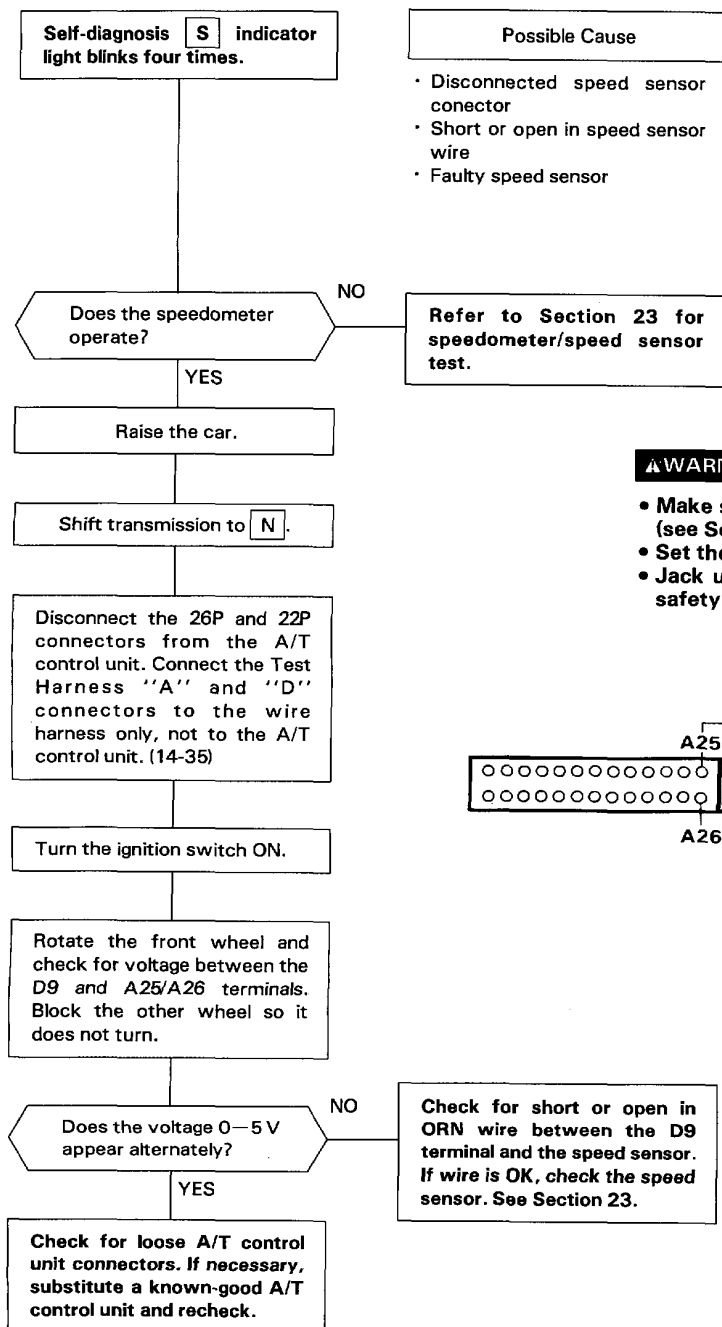 Self-diagnosis S indicator
light blinks four times.
Possible Cause
· Disconnected speed sensor
conector
· Short or open in speed sensor
wire
· Faulty speed sensor
Does the speedometer
operate?
NO
Refer to Section 23 for
speedometer/speed sensor
test.
YES
Raise the car.
Shift transmission to N.
Disconnect the 26P and 22P
connectors from the A/T
control unit. Connect the Test
Harness ''A'' and ''D''
connectors to the wire
harness only, not to the A/T
control unit. (14-35)
Turn the ignition switch ON.
Rotate the front wheel and
check for voltage between the
D9 and A25/A26 terminals.
Block the other wheel so it
does not turn.
Does the voltage 0—5 V
appear alternately?
NO
Check for short or open in
ORN wire between the D9
terminal and the speed sensor.
If wire is OK, check the speed
sensor. See Section 23.
YES
Check for loose A/T control
unit connectors. If necessary,
substitute a known-good A/T
control unit and recheck.
• Make
(see
• Set the
• Jack
safety
A25
A26